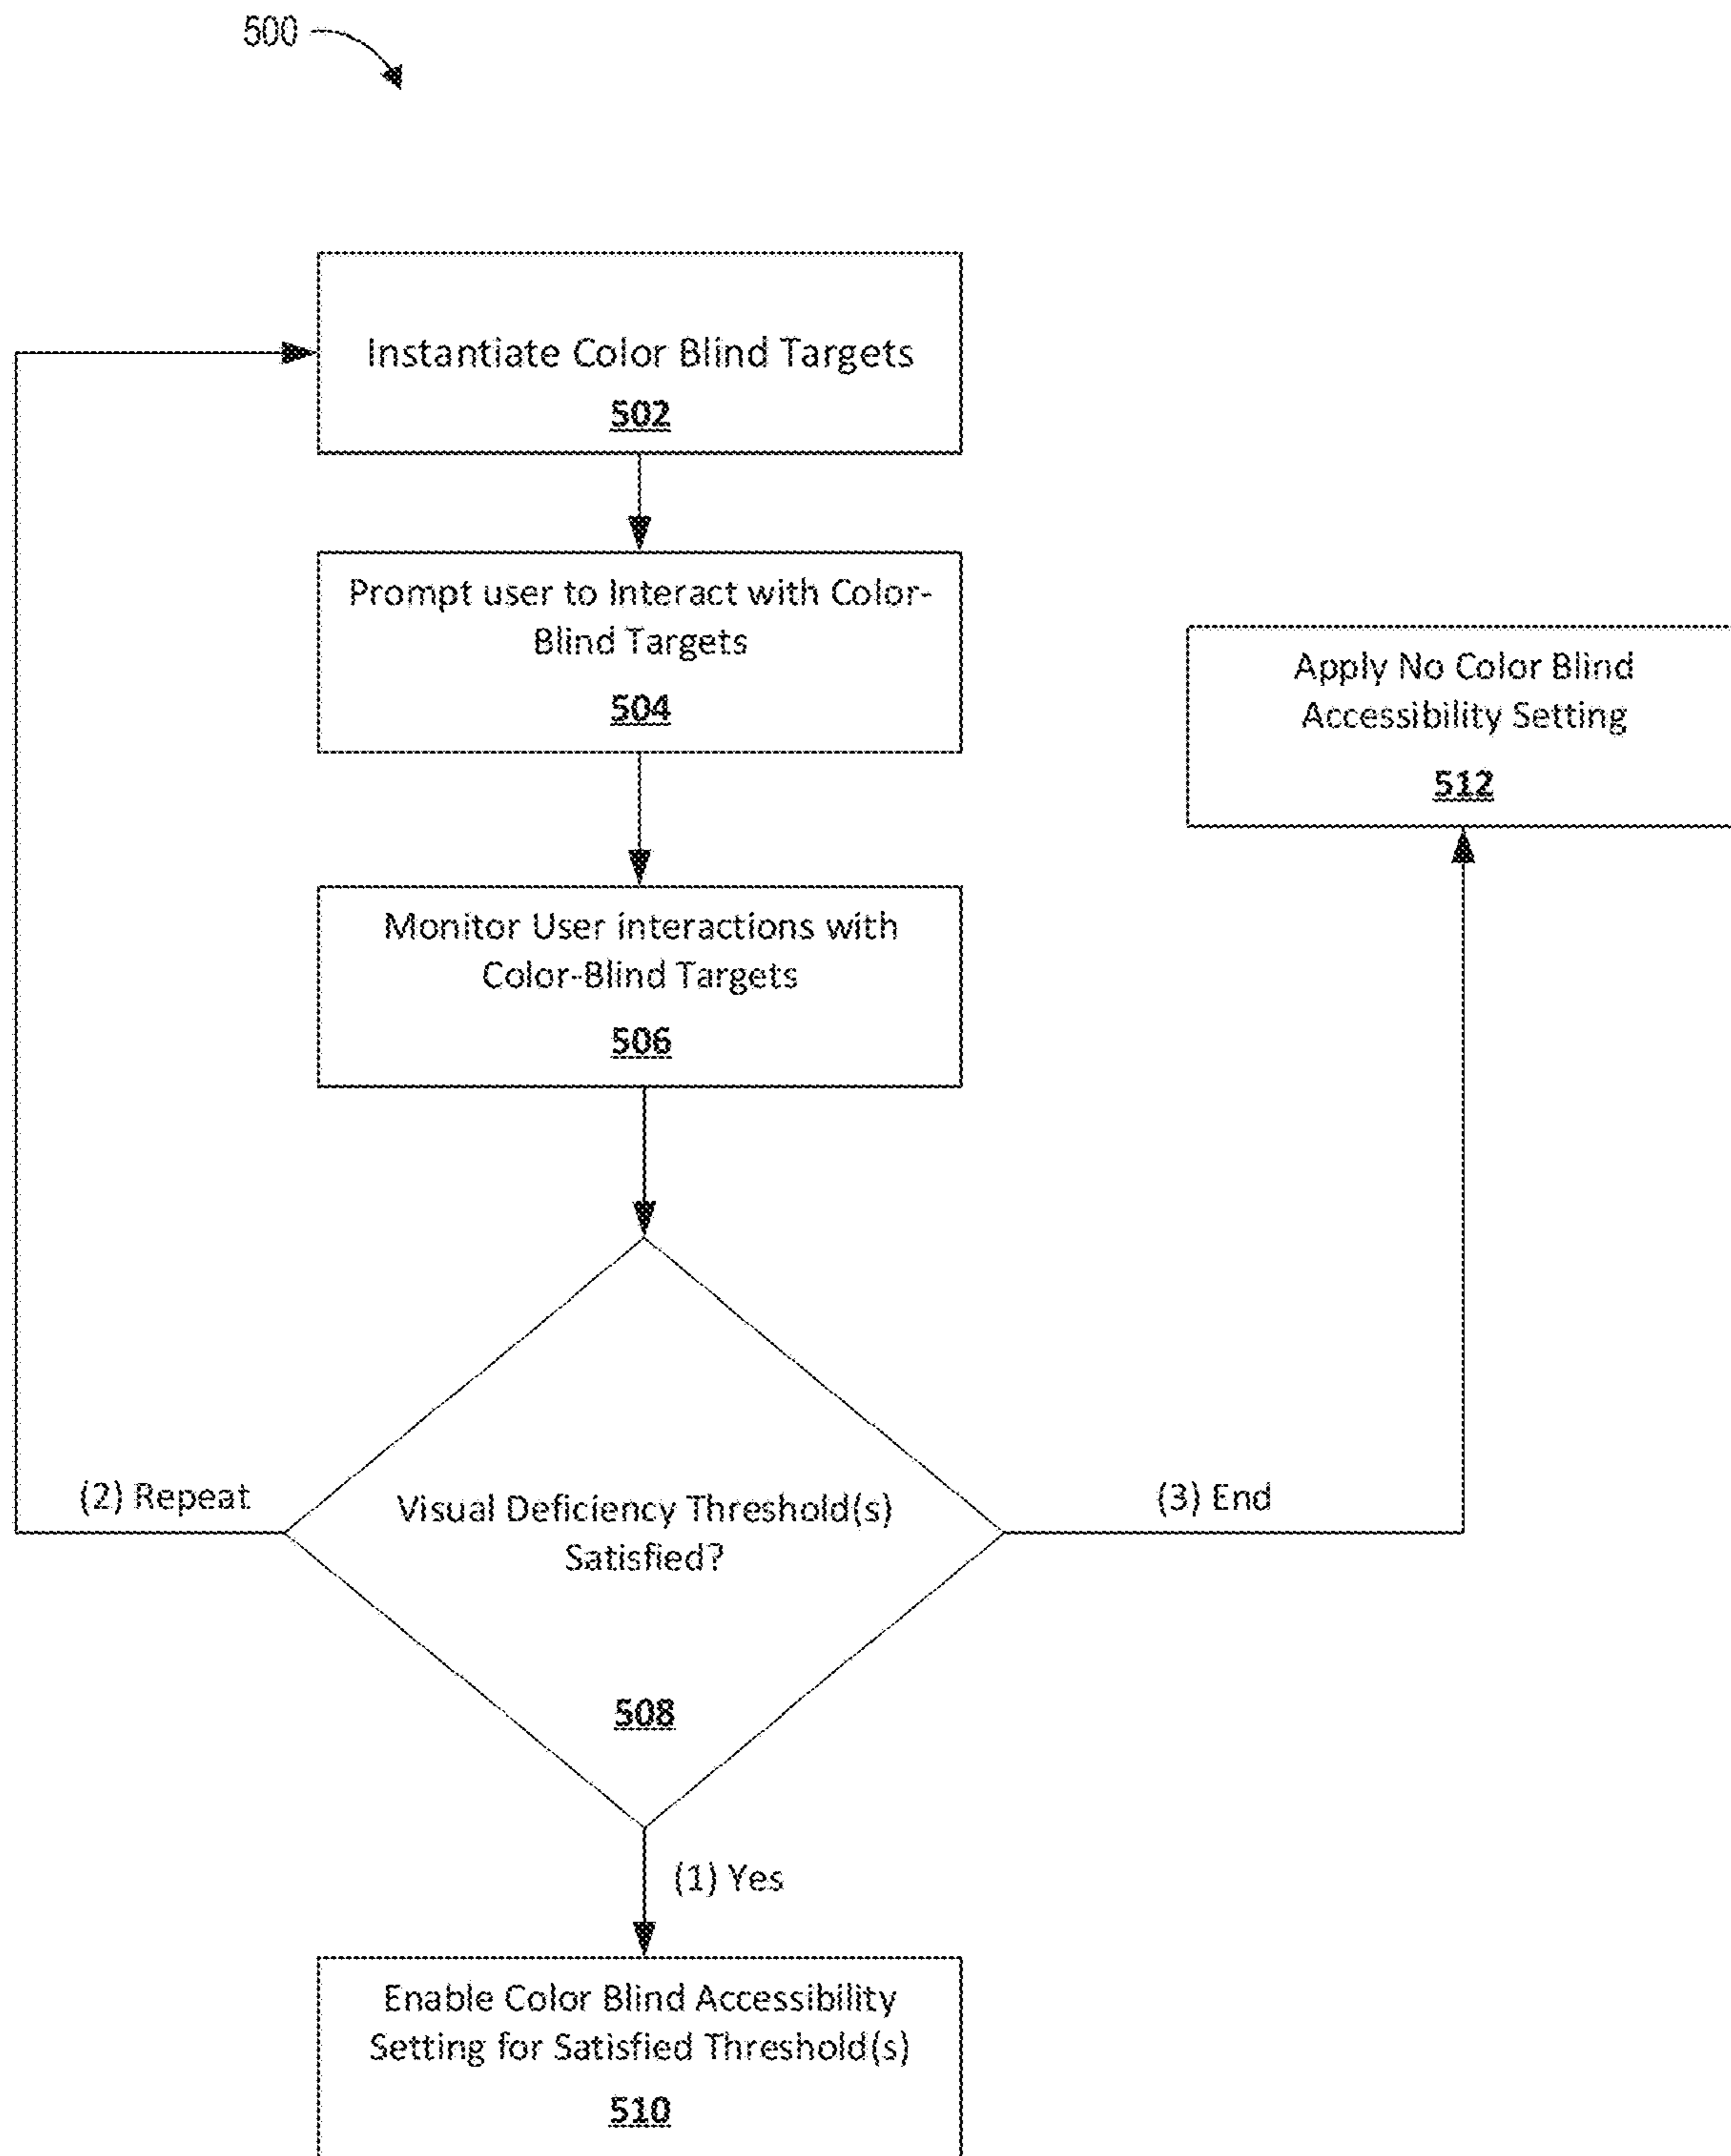 500
Instantiate Color Blind Targets
502
Prompt user to Interact with Color-
Blind Targets
504
Apply No Color Blind
Accessibility Setting
512
Monitor User interactions with
Color-Blind Targets
506
(2) Repeat
Visual Deficiency Threshold(s)
Satisfied?
508
(3) End
(1) Yes
Enable Color Blind Accessibility
Setting for Satisfied Threshold(s)
510